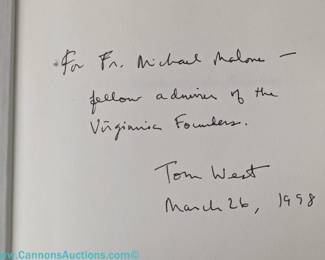 For Fr. Michael Malone —
fellow admirer of the
Virginia Founders.
Tom West
March 26, 1998
www.CannonsAuctions.com©